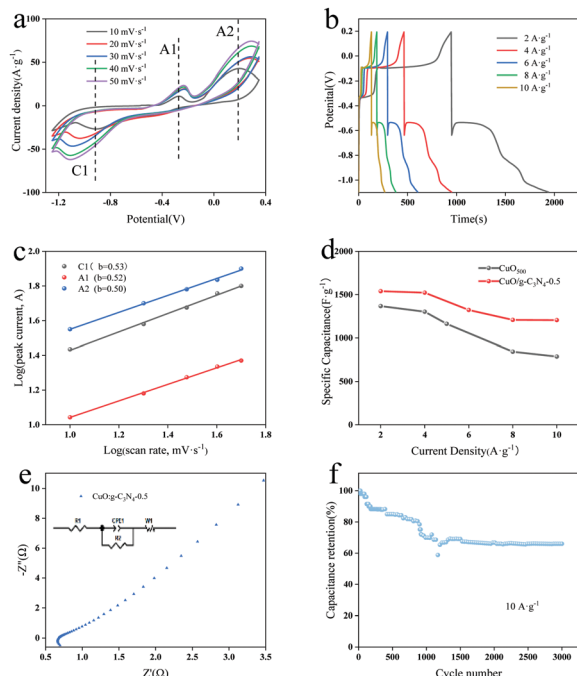 a
10 mV·s⁻¹
20 mV·s⁻¹
30 mV·s⁻¹
40 mV·s⁻¹
50 mV·s⁻¹
A1
A2
C1
Current density(A·g⁻¹)
100
50
0
-50
-100
-1.2
-0.8
-0.4
0.0
0.4
Potential(V)
b
2 A·g⁻¹
4 A·g⁻¹
6 A·g⁻¹
8 A·g⁻¹
10 A·g⁻¹
Potential(V)
0.2
-0.2
-0.6
-1.0
0
500
1000
1500
2000
Time(s)
c
C1 ( b=0.53)
A1 (b=0.52)
A2 (b=0.50)
Log(peak current, A)
2.0
1.8
1.6
1.4
1.2
1.0
1.0
1.2
1.4
1.6
1.8
Log(scan rate, mV·s⁻¹)
d
CuO₅₀₀
CuO/g-C₃N₄-0.5
Specific Capacitance(F·g⁻¹)
2000
1500
1000
500
0
2
4
6
8
10
Current Density(A·g⁻¹)
e
CuO:g-C₃N₄-0.5
R1
CPE1
W1
R2
-Z''(Ω)
10
8
6
4
2
0
0.5
1.0
1.5
2.0
2.5
3.0
3.5
Z'(Ω)
f
Capacitance retention(%)
100
80
60
40
20
0
10 A·g⁻¹
0
500
1000
1500
2000
2500
3000
Cycle number